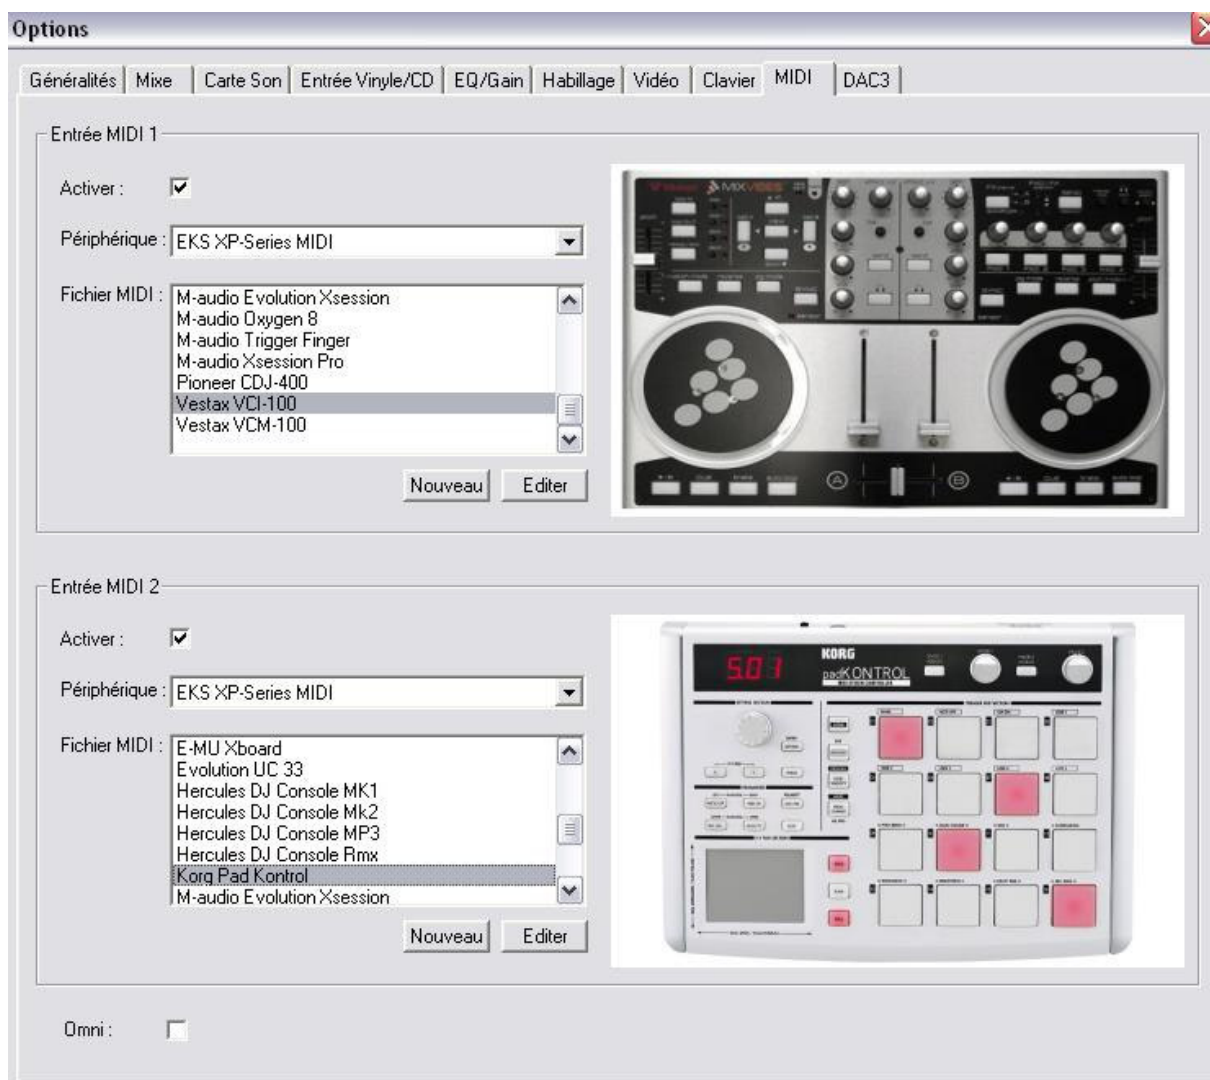 Options
Généralités Mixe Carte Son Entrée Vinyle/CD EQ/Gain Habillage Vidéo Clavier MIDI DAC3
Entrée MIDI 1
Activer :
Périphérique : EKS XP-Series MIDI
Fichier MIDI : M-audio Evolution Xsession
M-audio Oxygen 8
M-audio Trigger Finger
M-audio Xsession Pro
Pioneer CDJ-400
Vestax VCI-100
Vestax VCM-100
Nouveau Editer
MIXVIBES
A B
Entrée MIDI 2
Activer :
Périphérique : EKS XP-Series MIDI
Fichier MIDI : E-MU Xboard
Evolution UC 33
Hercules DJ Console MK1
Hercules DJ Console Mk2
Hercules DJ Console MP3
Hercules DJ Console Rmx
Korg Pad Kontrol
M-audio Evolution Xsession
Nouveau Editer
KORG
padKONTROL
5.01
Omni :